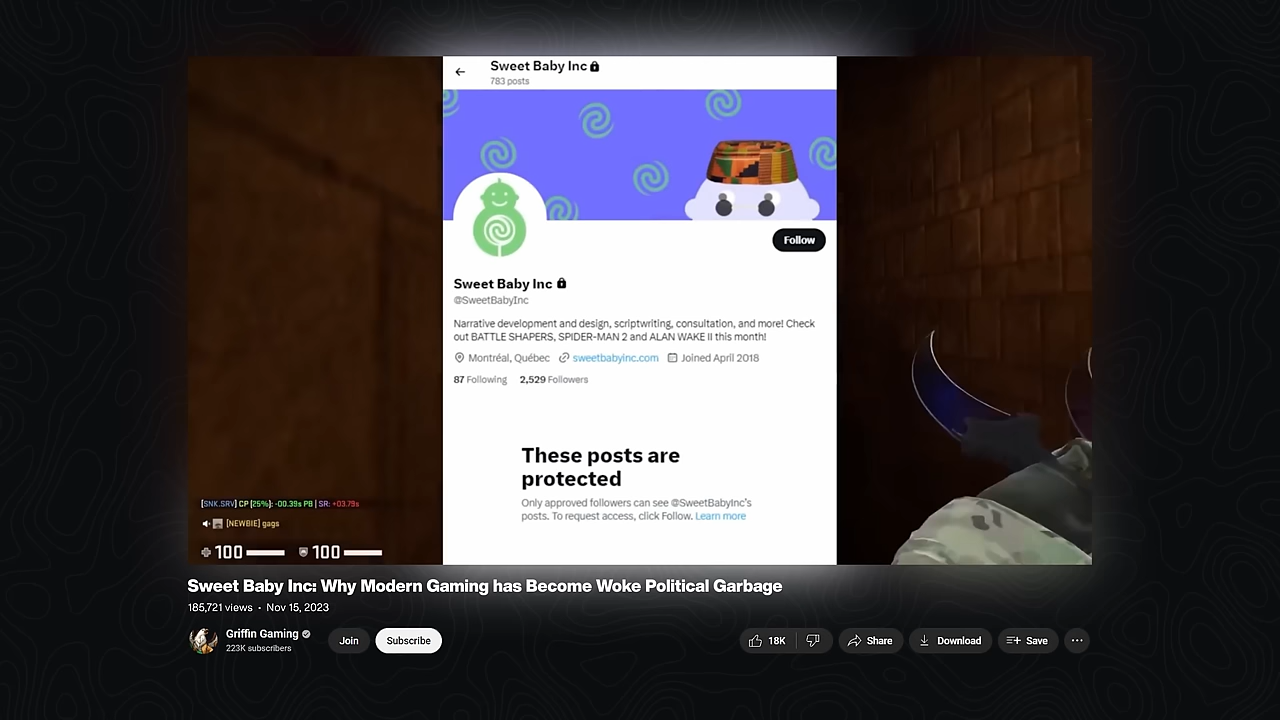 Sweet Baby Inc
783 posts
Follow
Sweet Baby Inc
@SweetBabyInc
Narrative development and design, scriptwriting, consultation, and more! Check
out BATTLE SHAPERS, SPIDER-MAN 2 and ALAN WAKE II this month!
Montréal, Québec sweetbabyinc.com Joined April 2018
87 Following 2,529 Followers
These posts are
protected
Only approved followers can see @SweetBabyInc's
posts. To request access, click Follow. Learn more
[SNK.SRV] CP [25%]: -00.39s PB | SR: +03.79s
[NEWBIE] gags
100 100
Sweet Baby Inc: Why Modern Gaming has Become Woke Political Garbage
185,721 views • Nov 15, 2023
Griffin Gaming
223K subscribers
Join
Subscribe
18K
Share
Download
Save